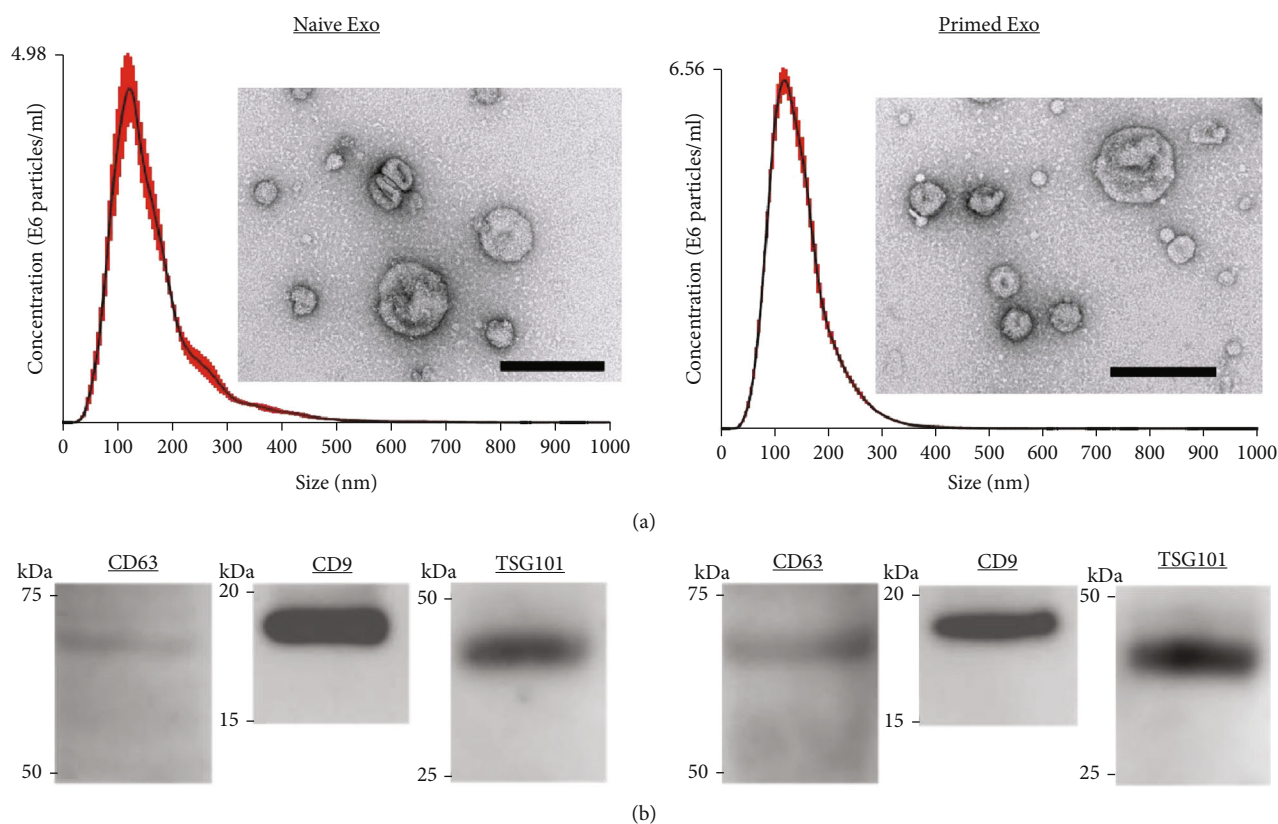 Naive Exo
4.98
Concentration (E6 particles/ml)
0 100 200 300 400 500 600 700 800 900 1000
Size (nm)
Primed Exo
6.56
Concentration (E6 particles/ml)
0 100 200 300 400 500 600 700 800 900 1000
Size (nm)
(a)
kDa
CD63
75
50
kDa
CD9
20
15
kDa
TSG101
50
25
kDa
CD63
75
50
kDa
CD9
20
15
kDa
TSG101
50
25
(b)